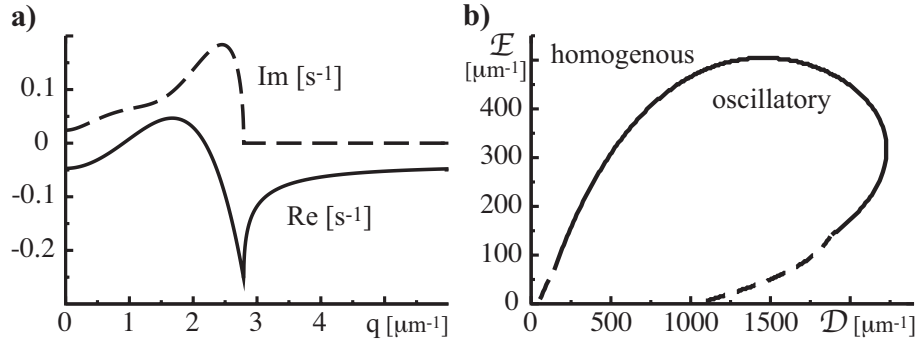 a)
0.1
0
-0.1
-0.2
Im [s-1]
Re [s-1]
0
1
2
3
4
q [μm-1]
b)
ℰ
[μm-1]
400
300
200
100
0
homogenous
oscillatory
0
500
1000
1500
𝒟 [μm-1]